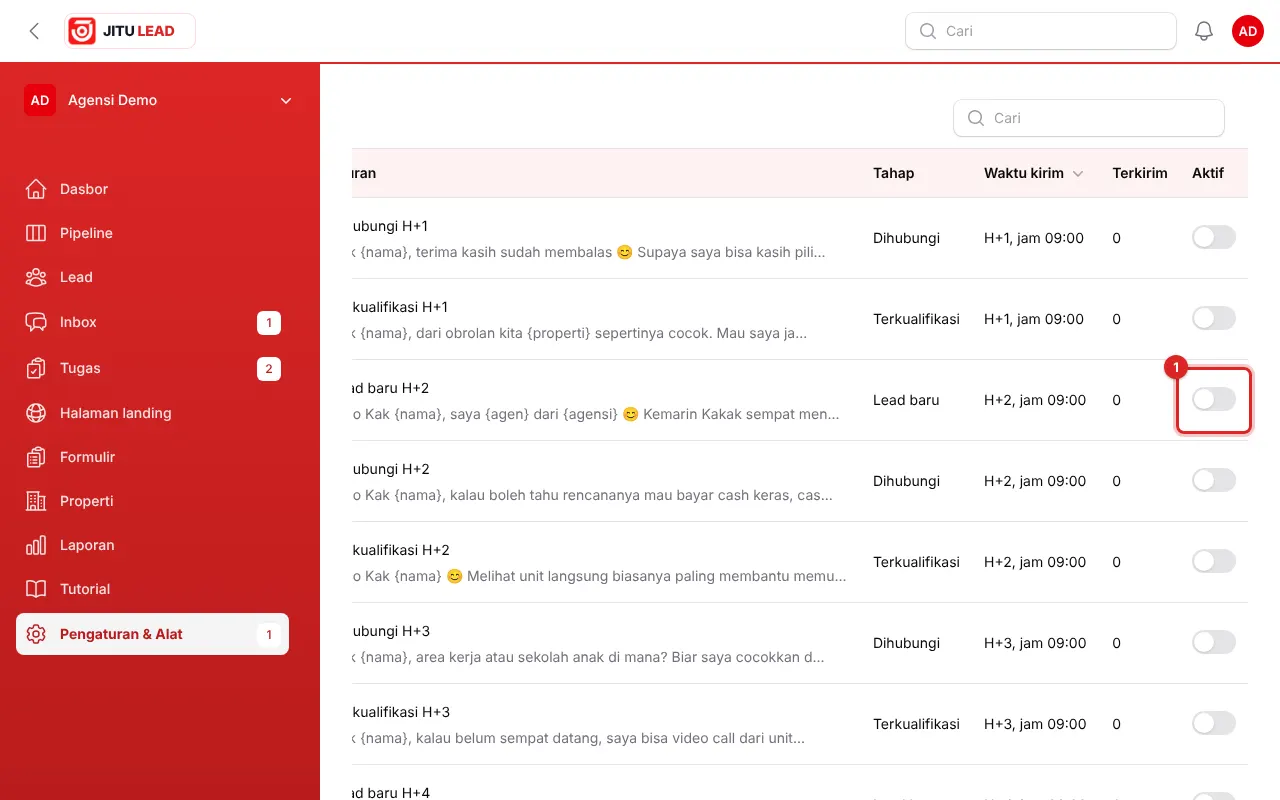 JITU LEAD
Cari
AD
AD
Agensi Demo
Dasbor
Pipeline
Lead
Inbox
1
Tugas
2
Halaman landing
Formulir
Properti
Laporan
Tutorial
Pengaturan & Alat
1
Cari
uran
Tahap
Waktu kirim
Terkirim
Aktif
ubungi H+1
{nama}, terima kasih sudah membalas 😊 Supaya saya bisa kasih pili...
Dihubungi
H+1, jam 09:00
0
kualifikasi H+1
{nama}, dari obrolan kita {properti} sepertinya cocok. Mau saya ja...
Terkualifikasi
H+1, jam 09:00
0
1
ad baru H+2
o Kak {nama}, saya {agen} dari {agensi} 😊 Kemarin Kakak sempat men...
Lead baru
H+2, jam 09:00
0
ubungi H+2
o Kak {nama}, kalau boleh tahu rencananya mau bayar cash keras, cas...
Dihubungi
H+2, jam 09:00
0
kualifikasi H+2
o Kak {nama} 😊 Melihat unit langsung biasanya paling membantu memu...
Terkualifikasi
H+2, jam 09:00
0
ubungi H+3
{nama}, area kerja atau sekolah anak di mana? Biar saya cocokkan d...
Dihubungi
H+3, jam 09:00
0
kualifikasi H+3
{nama}, kalau belum sempat datang, saya bisa video call dari unit...
Terkualifikasi
H+3, jam 09:00
0
ad baru H+4